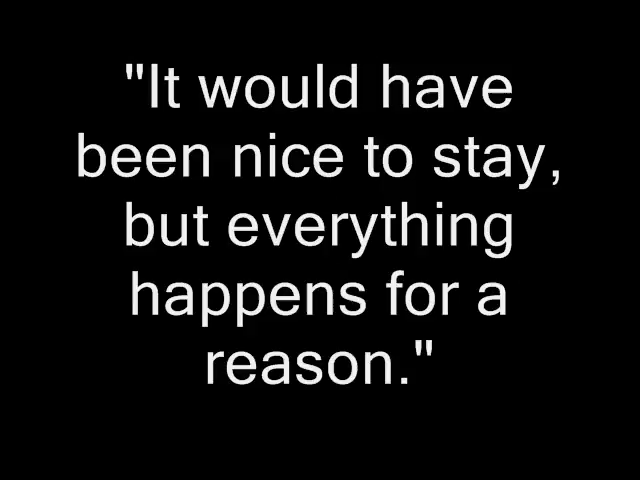 "It would have
been nice to stay,
but everything
happens for a
reason."